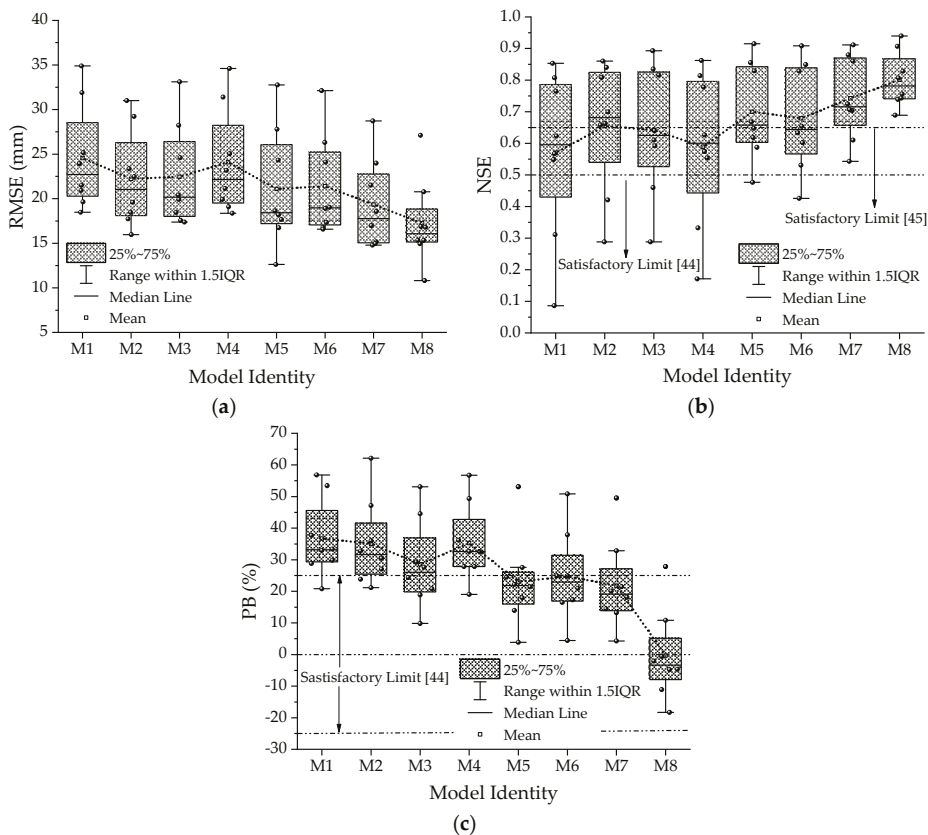 (a)
40
35
30
25
20
15
10
5
RMSE (mm)
25%~75%
Range within 1.5IQR
Median Line
Mean
M1 M2 M3 M4 M5 M6 M7 M8
Model Identity
(a)
(b)
1.0
0.9
0.8
0.7
0.6
0.5
0.4
0.3
0.2
0.1
0.0
NSE
Satisfactory Limit [45]
Satisfactory Limit [44]
25%~75%
Range within 1.5IQR
Median Line
Mean
M1 M2 M3 M4 M5 M6 M7 M8
Model Identity
(b)
(c)
70
60
50
40
30
20
10
0
-10
-20
-30
PB (%)
Sastisfactory Limit [44]
25%~75%
Range within 1.5IQR
Median Line
Mean
M1 M2 M3 M4 M5 M6 M7 M8
Model Identity
(c)